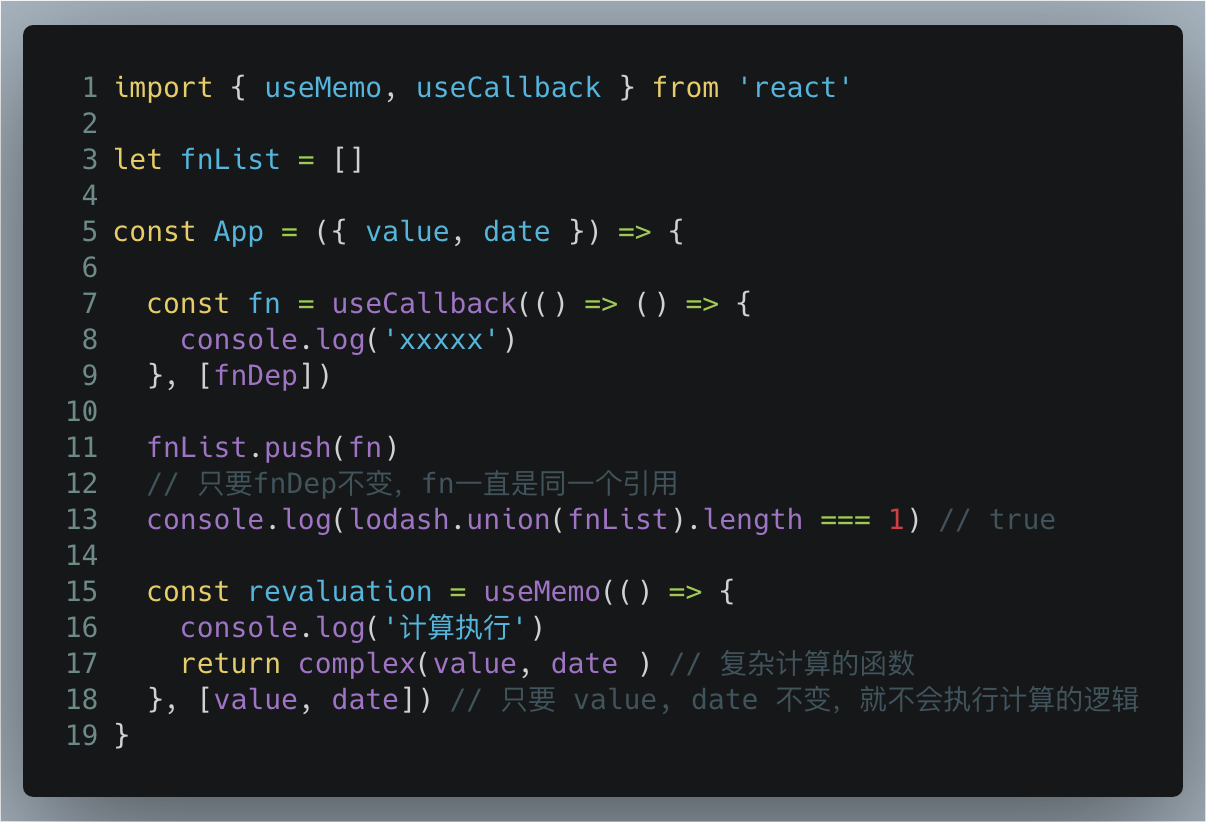 1 import { useMemo, useCallback } from 'react'
2
3 let fnList = []
4
5 const App = ({ value, date }) => {
6
7   const fn = useCallback(() => () => {
8     console.log('xxxxx')
9   }, [fnDep])
10
11   fnList.push(fn)
12   // 只要fnDep不变，fn一直是同一个引用
13   console.log(lodash.union(fnList).length === 1) // true
14
15   const revaluation = useMemo(() => {
16     console.log('计算执行')
17     return complex(value, date ) // 复杂计算的函数
18   }, [value, date]) // 只要 value, date 不变，就不会执行计算的逻辑
19 }